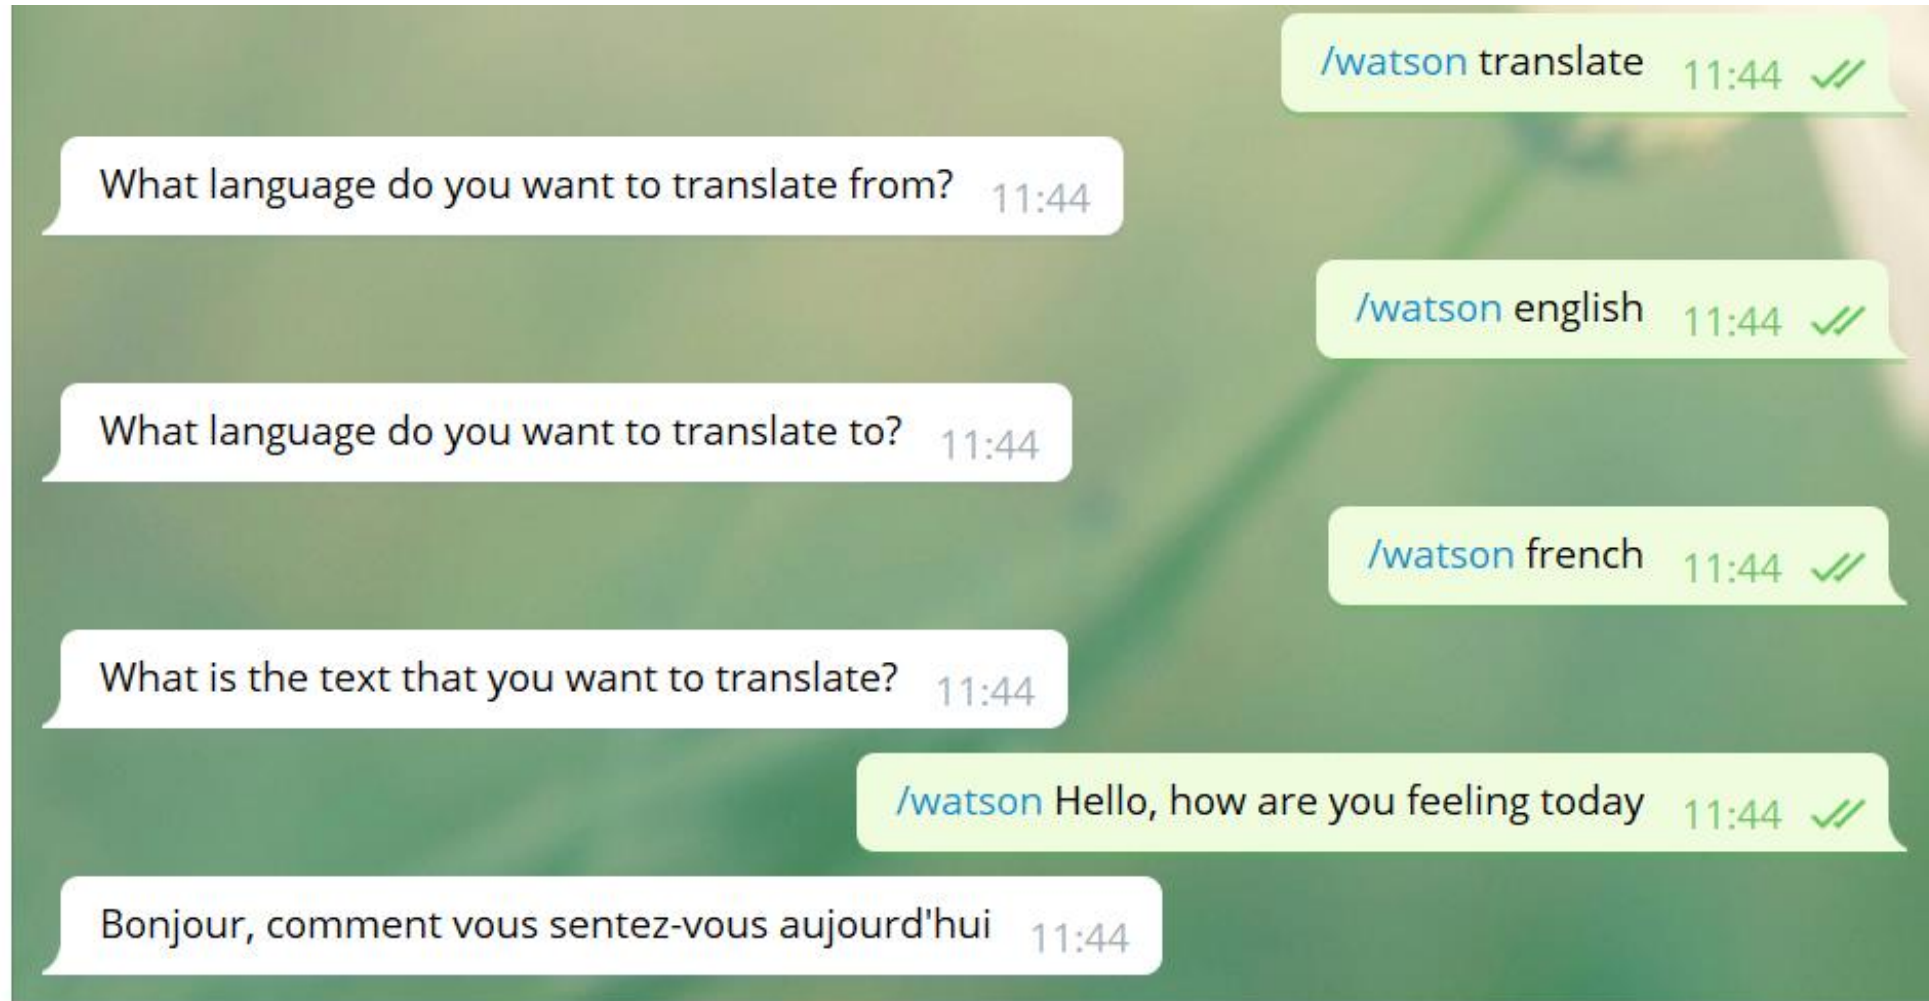 /watson translate 11:44
What language do you want to translate from? 11:44
/watson english 11:44
What language do you want to translate to? 11:44
/watson french 11:44
What is the text that you want to translate? 11:44
/watson Hello, how are you feeling today 11:44
Bonjour, comment vous sentez-vous aujourd'hui 11:44